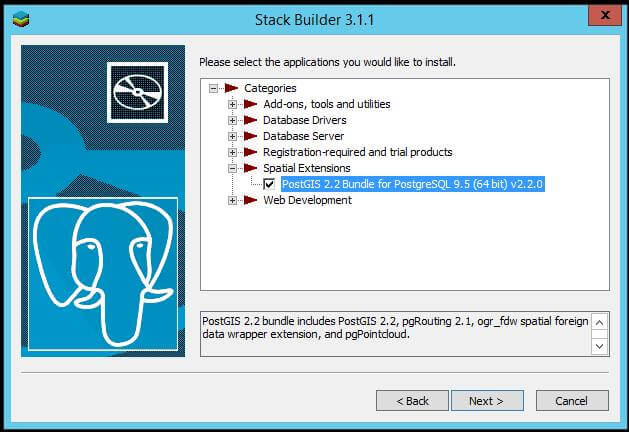 Stack Builder 3.1.1
x
Please select the applications you would like to install.
Categories
Add-ons, tools and utilities
Database Drivers
Database Server
Registration-required and trial products
Spatial Extensions
PostGIS 2.2 Bundle for PostgreSQL 9.5 (64 bit) v2.2.0
Web Development
PostGIS 2.2 bundle includes PostGIS 2.2, pgRouting 2.1, ogr_fdw spatial foreign
data wrapper extension, and pgPointcloud.
< Back
Next >
Cancel